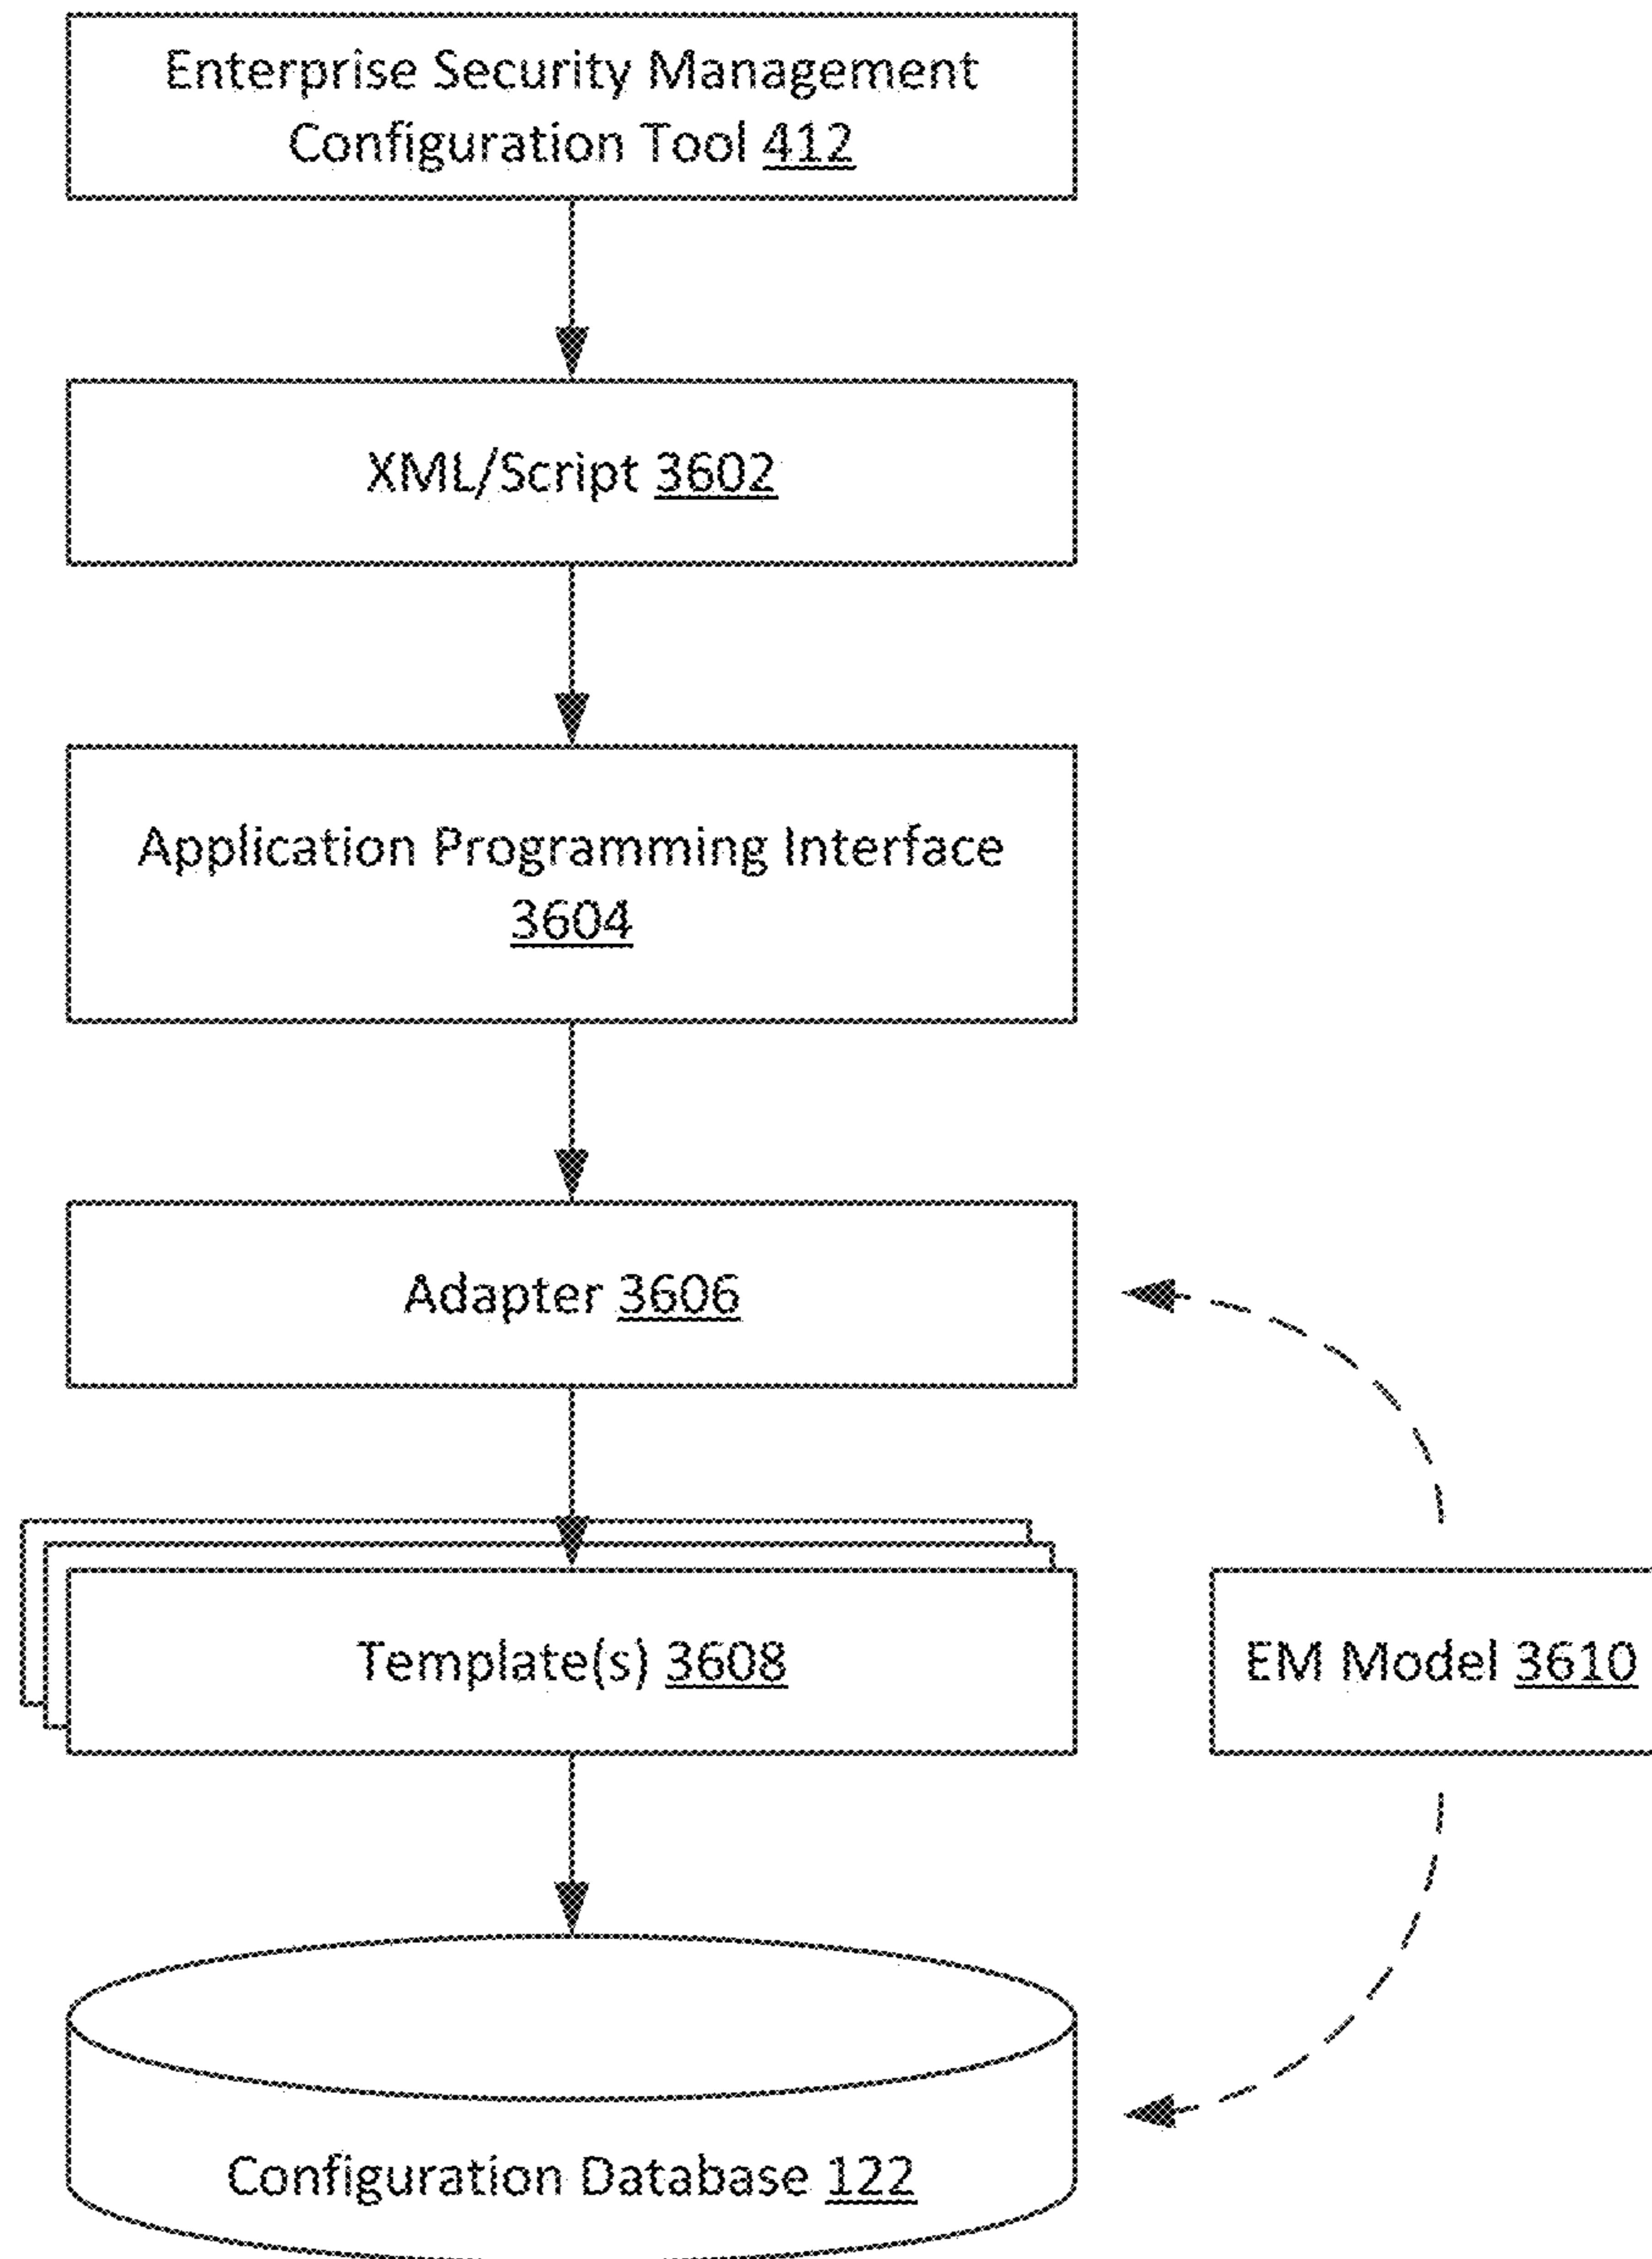 Enterprise Security Management
Configuration Tool 412
XML/Script 3602
Application Programming Interface
3604
Adapter 3606
Template(s) 3608
EM Model 3610
Configuration Database 122